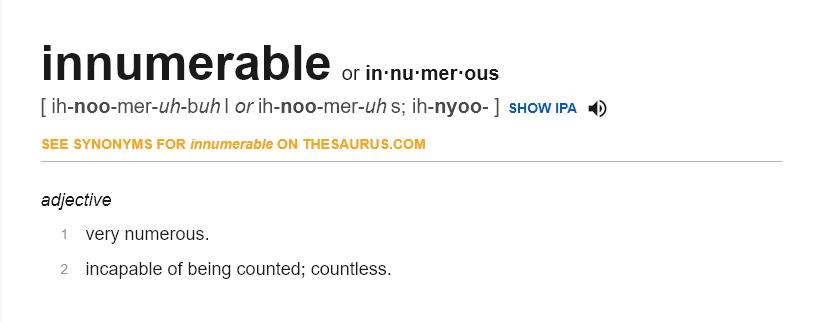 innumerable or in·nu·mer·ous
[ ih-noo-mer-uh-buh l or ih-noo-mer-uh s; ih-nyoo- ] SHOW IPA
SEE SYNONYMS FOR innumerable ON THESAURUS.COM
adjective
1 very numerous.
2 incapable of being counted; countless.